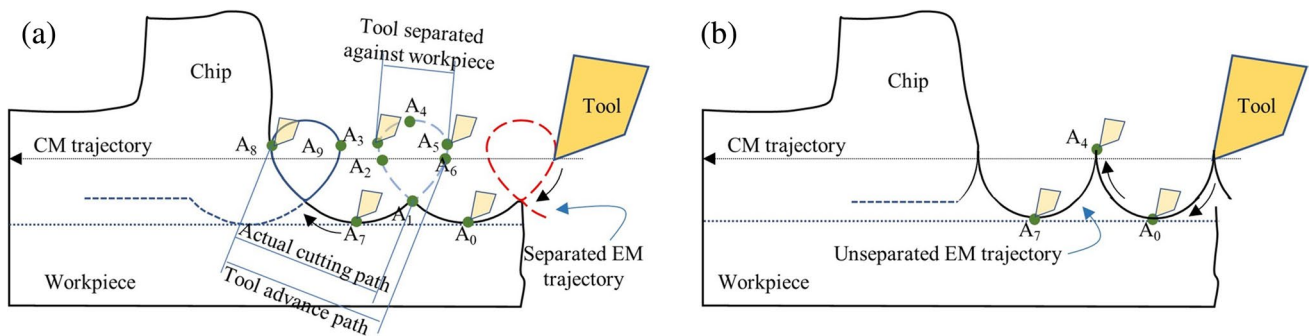 (a)
Tool separated
against workpiece
Chip
Tool
A4
A8
A9
A3
A5
CM trajectory
A2
A6
A1
A7
A0
Actual cutting path
Tool advance path
Separated EM
trajectory
Workpiece
(b)
Chip
Tool
A4
CM trajectory
A7
A0
Unseparated EM trajectory
Workpiece